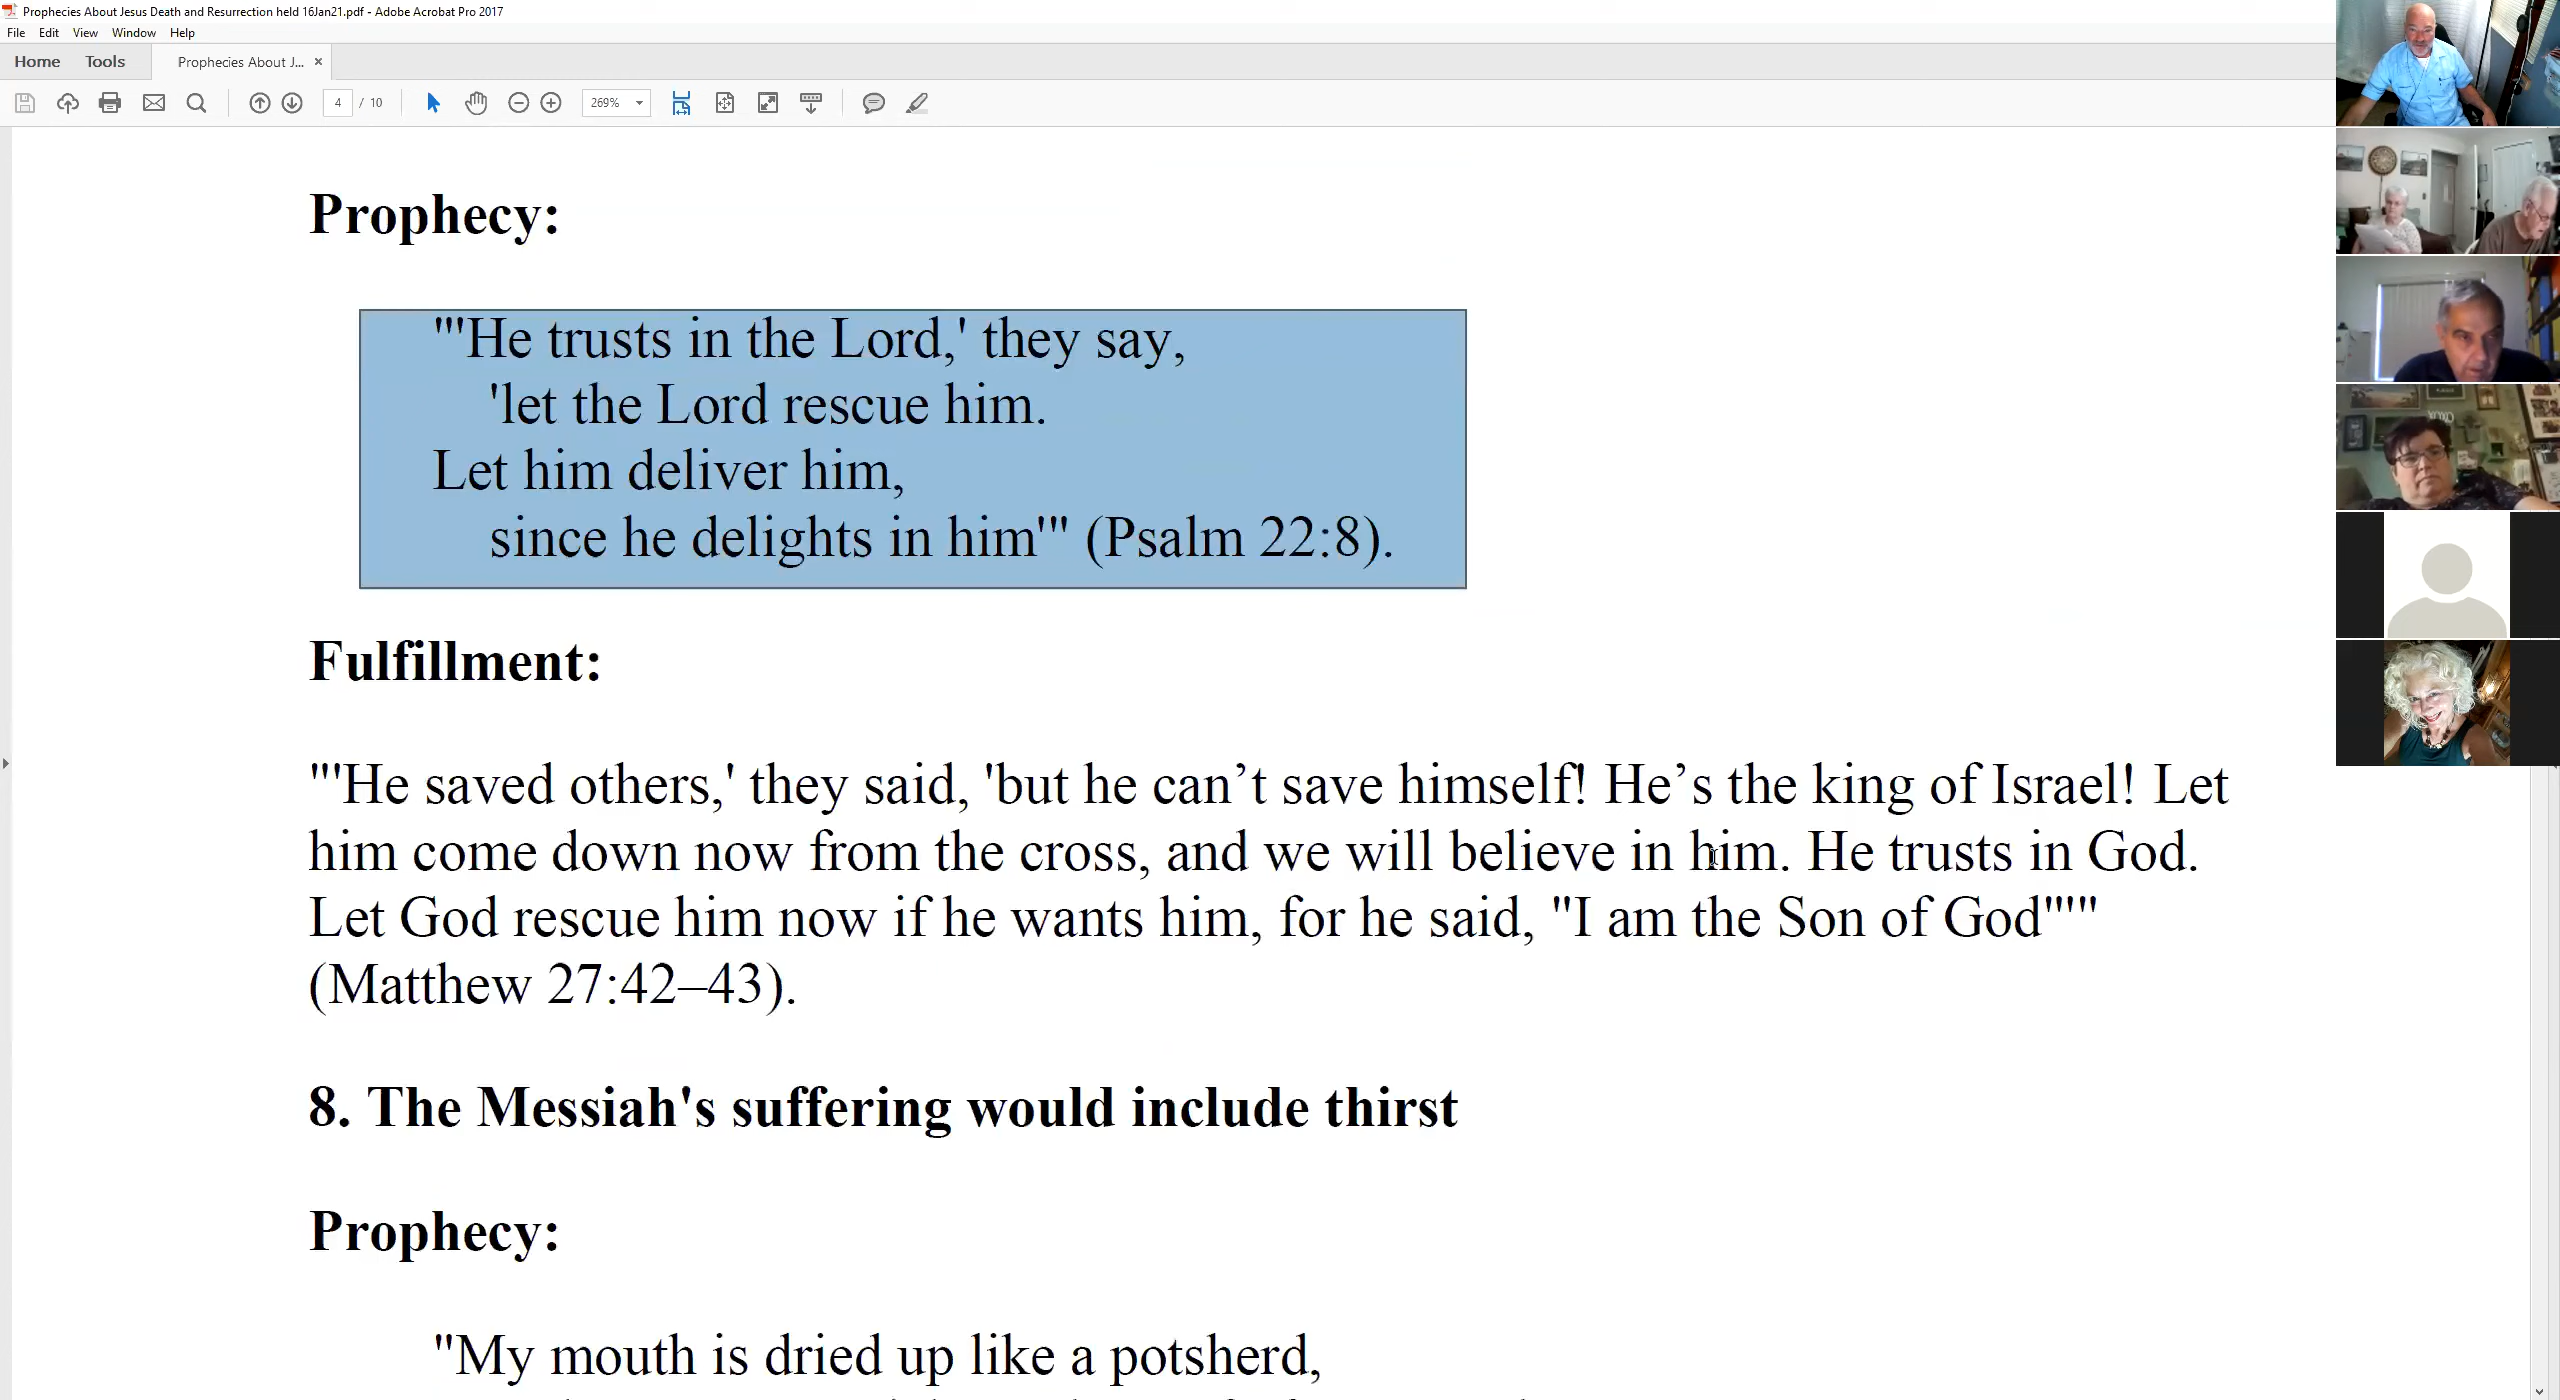 Prophecies About Jesus Death and Resurrection held 16Jan21.pdf - Adobe Acrobat Pro 2017
File Edit View Window Help
Home Tools Prophecies About J... ×
4 / 10 269%
Prophecy:
"'He trusts in the Lord,' they say,
'let the Lord rescue him.
Let him deliver him,
since he delights in him'" (Psalm 22:8).
Fulfillment:
"'He saved others,' they said, 'but he can’t save himself! He’s the king of Israel! Let
him come down now from the cross, and we will believe in him. He trusts in God.
Let God rescue him now if he wants him, for he said, "I am the Son of God"'"
(Matthew 27:42–43).
8. The Messiah's suffering would include thirst
Prophecy:
"My mouth is dried up like a potsherd,